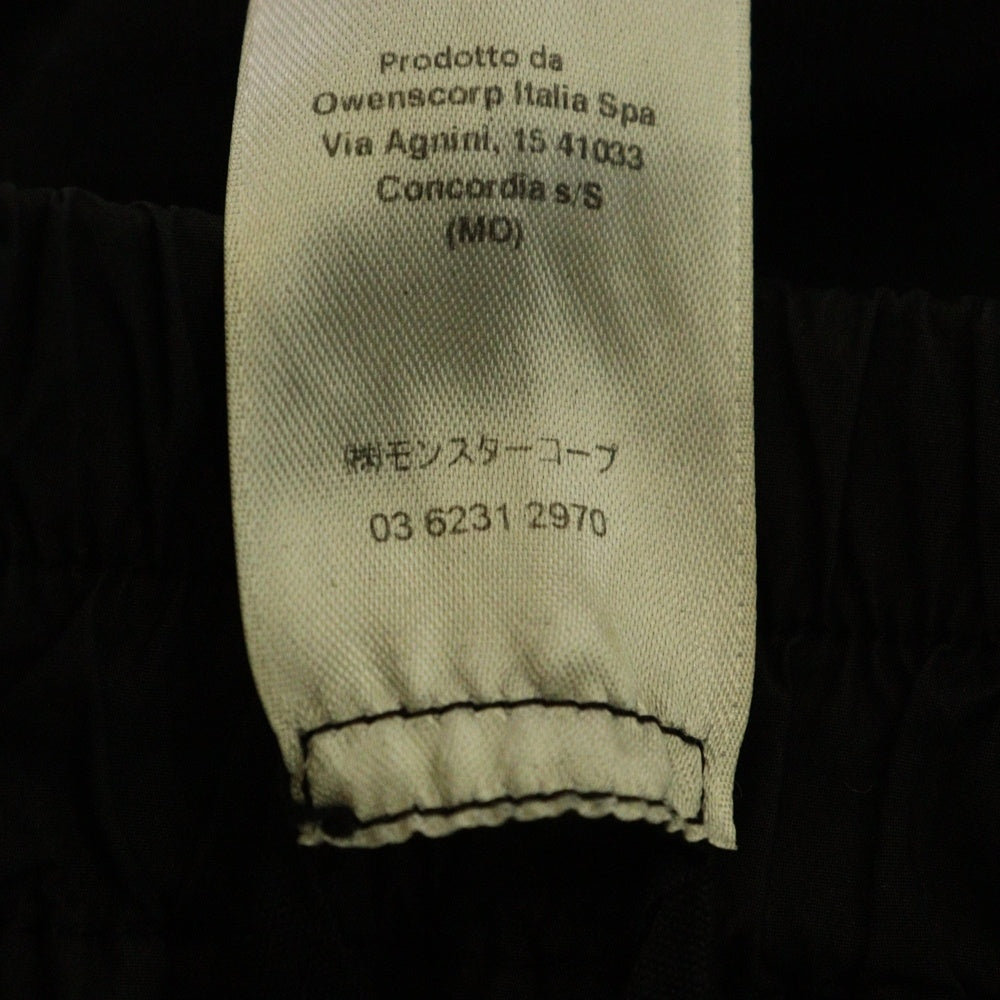 Prodotto da
Owenscorp Italia Spa
Via Agnini, 15 41033
Concordia s/S
(MO)
㈱モンスターコープ
03 6231 2970